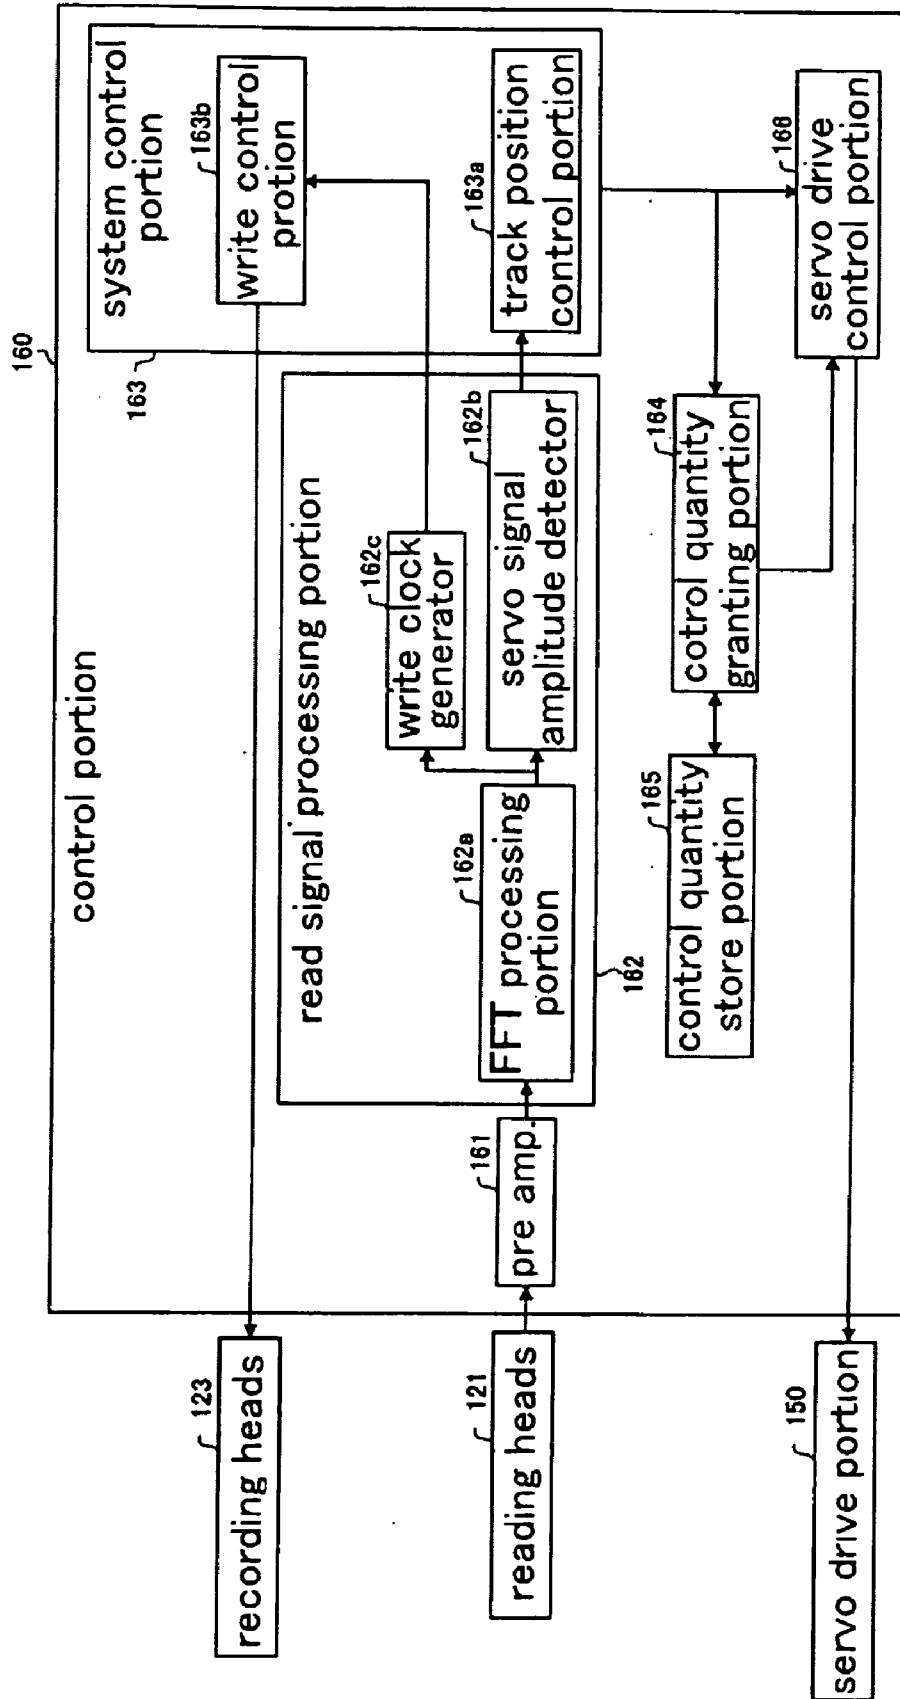 160
control portion
163
system control
portion
163b
write control
protion
163a
track position
control portion
read signal processing portion
162
162c
write clock
generator
162b
servo signal
amplitude detector
162a
FFT processing
portion
161
pre amp.
123
recording heads
121
reading heads
165
control quantity
store portion
164
cotrol quantity
granting portion
166
servo drive
control portion
150
servo drive portion